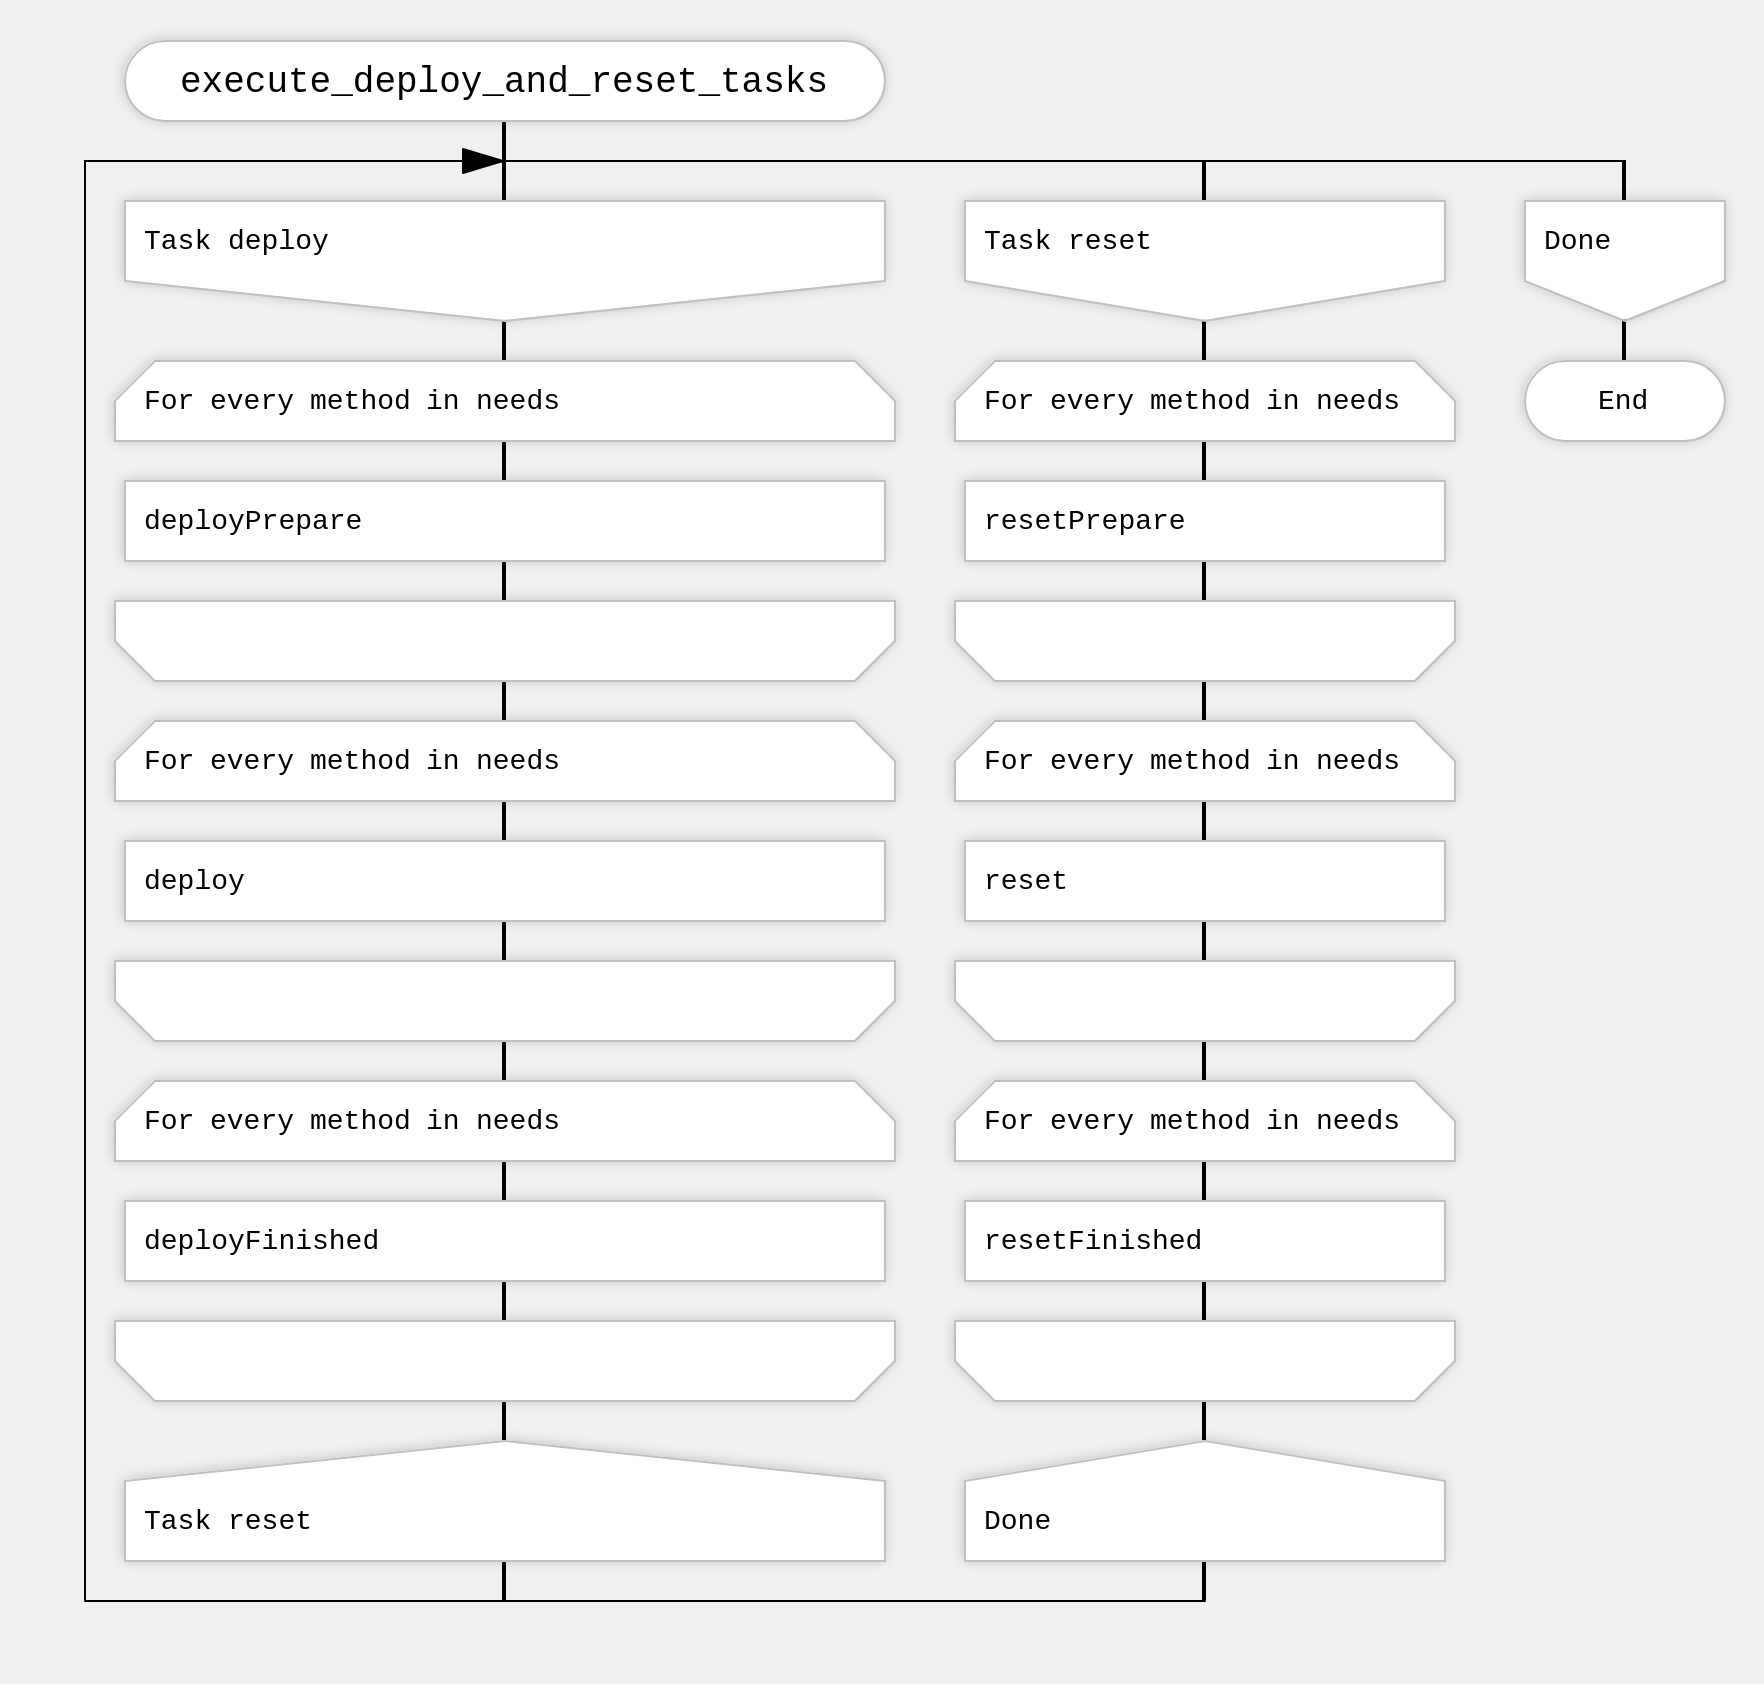 execute_deploy_and_reset_tasks
Task deploy
For every method in needs
deployPrepare
For every method in needs
deploy
For every method in needs
deployFinished
Task reset
Task reset
For every method in needs
resetPrepare
For every method in needs
reset
For every method in needs
resetFinished
Done
Done
End